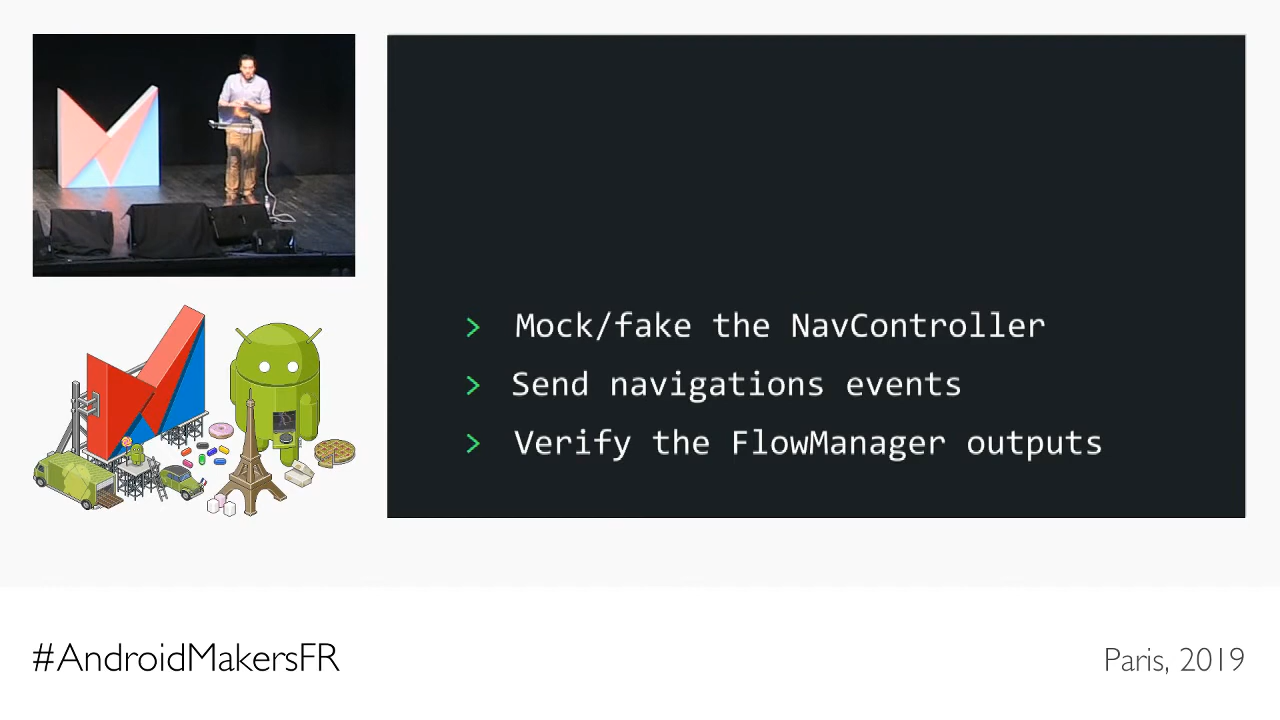 > Mock/fake the NavController
> Send navigations events
> Verify the FlowManager outputs
#AndroidMakersFR
Paris, 2019